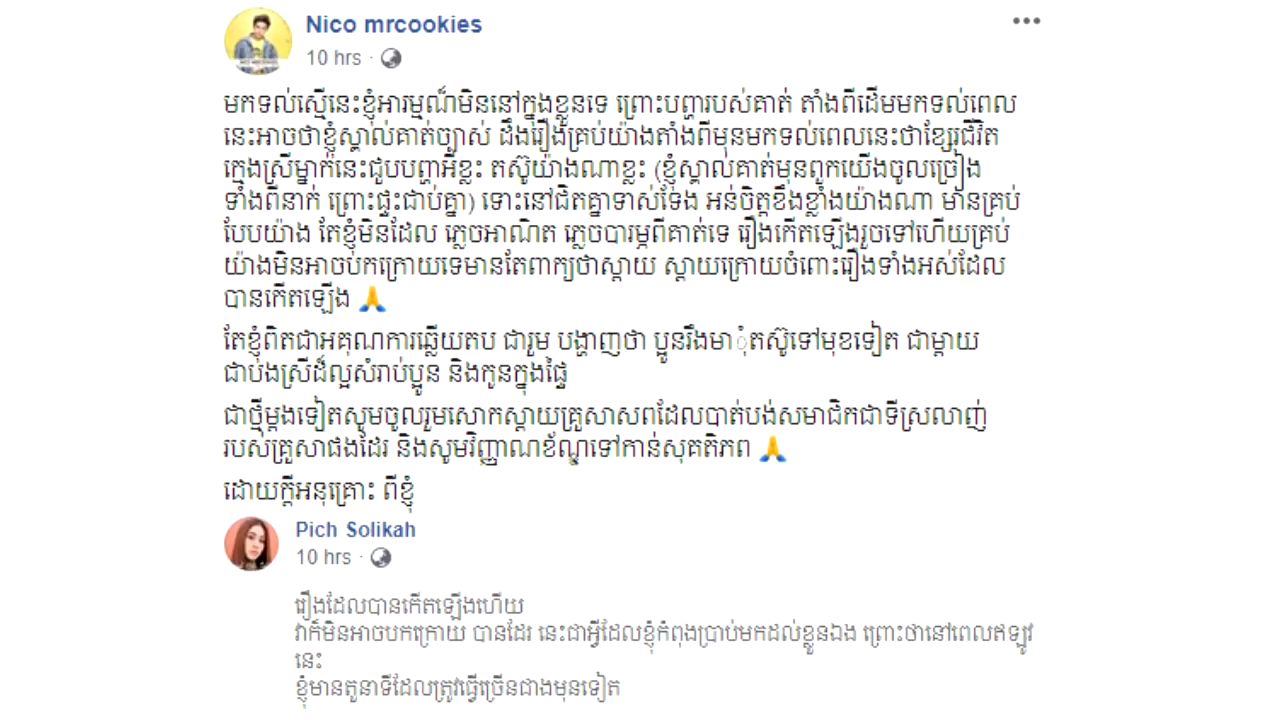 Nico mrcookies
10 hrs ·
មកទល់ស្មើនេះខ្ញុំអារម្មណ៍មិននៅក្នុងខ្លួនទេ ព្រោះបញ្ហារបស់គាត់ តាំងពីដើមមកទល់ពេល
នេះអាចថាខ្ញុំស្គាល់គាត់ច្បាស់ ដឹងរឿងគ្រប់យ៉ាងតាំងពីមុនមកទល់ពេលនេះថាខ្សែរជីវិត
ក្មេងស្រីម្នាក់នេះជួបបញ្ហាអីខ្លះ តស៊ូយ៉ាងណាខ្លះ (ខ្ញុំស្គាល់គាត់មុនពួកយើងចូលច្រៀង
ទាំងពីនាក់ ព្រោះផ្ទះជាប់គ្នា) ទោះនៅជិតគ្នាទាស់ទែង អន់ចិត្តខឹងខ្លាំងយ៉ាងណា មានគ្រប់
បែបយ៉ាង តែខ្ញុំមិនដែល ភ្លេចអាណិត ភ្លេចបារម្ភពីគាត់ទេ រឿងកើតឡើងរួចទៅហើយគ្រប់
យ៉ាងមិនអាចបកក្រោយទេមានតែពាក្យថាស្តាយ ស្តាយក្រោយចំពោះរឿងទាំងអស់ដែល
បានកើតឡើង 🙏
តែខ្ញុំពិតជាអគុណការឆ្លើយតប ជារួម បង្ហាញថា ប្អូនរឹងមាុំតស៊ូទៅមុខទៀត ជាម្តាយ
ជាបងស្រីដ៏ល្អសំរាប់ប្អូន និងកូនក្នុងផ្ទៃ
ជាថ្មីម្តងទៀតសូមចូលរួមសោកស្តាយគ្រួសាសពដែលបាត់បង់សមាជិកជាទីស្រលាញ់
របស់គ្រួសាផងដែរ និងសូមវិញ្ញាណខ័ណ្ឌទៅកាន់សុគតិភព 🙏
ដោយក្តីអនុគ្រោះ ពីខ្ញុំ
Pich Solikah
10 hrs ·
រឿងដែលបានកើតឡើងហើយ
វាក៏មិនអាចបកក្រោយ បានដែរ នេះជាអ្វីដែលខ្ញុំកំពុងប្រាប់មកដល់ខ្លួនឯង ព្រោះថានៅពេលឥឡូវ
នេះ
ខ្ញុំមានតួនាទីដែលត្រូវធ្វើច្រើនជាងមុនទៀត